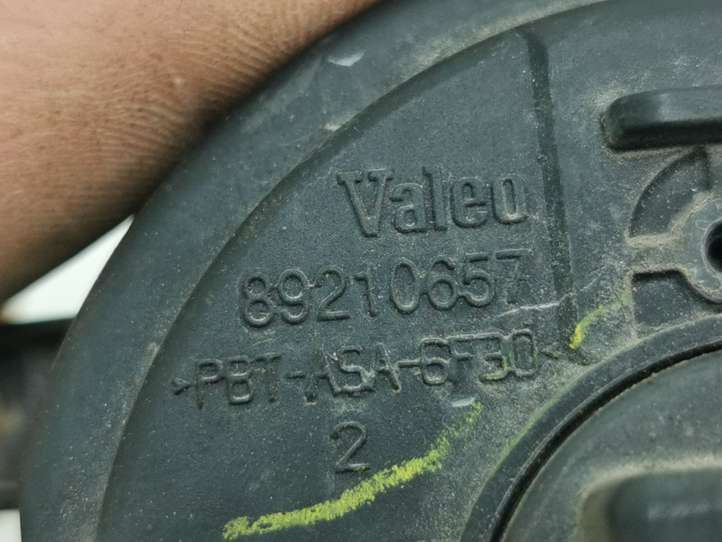 Valeo
89210657
>PBT-ASA-GF30<
2